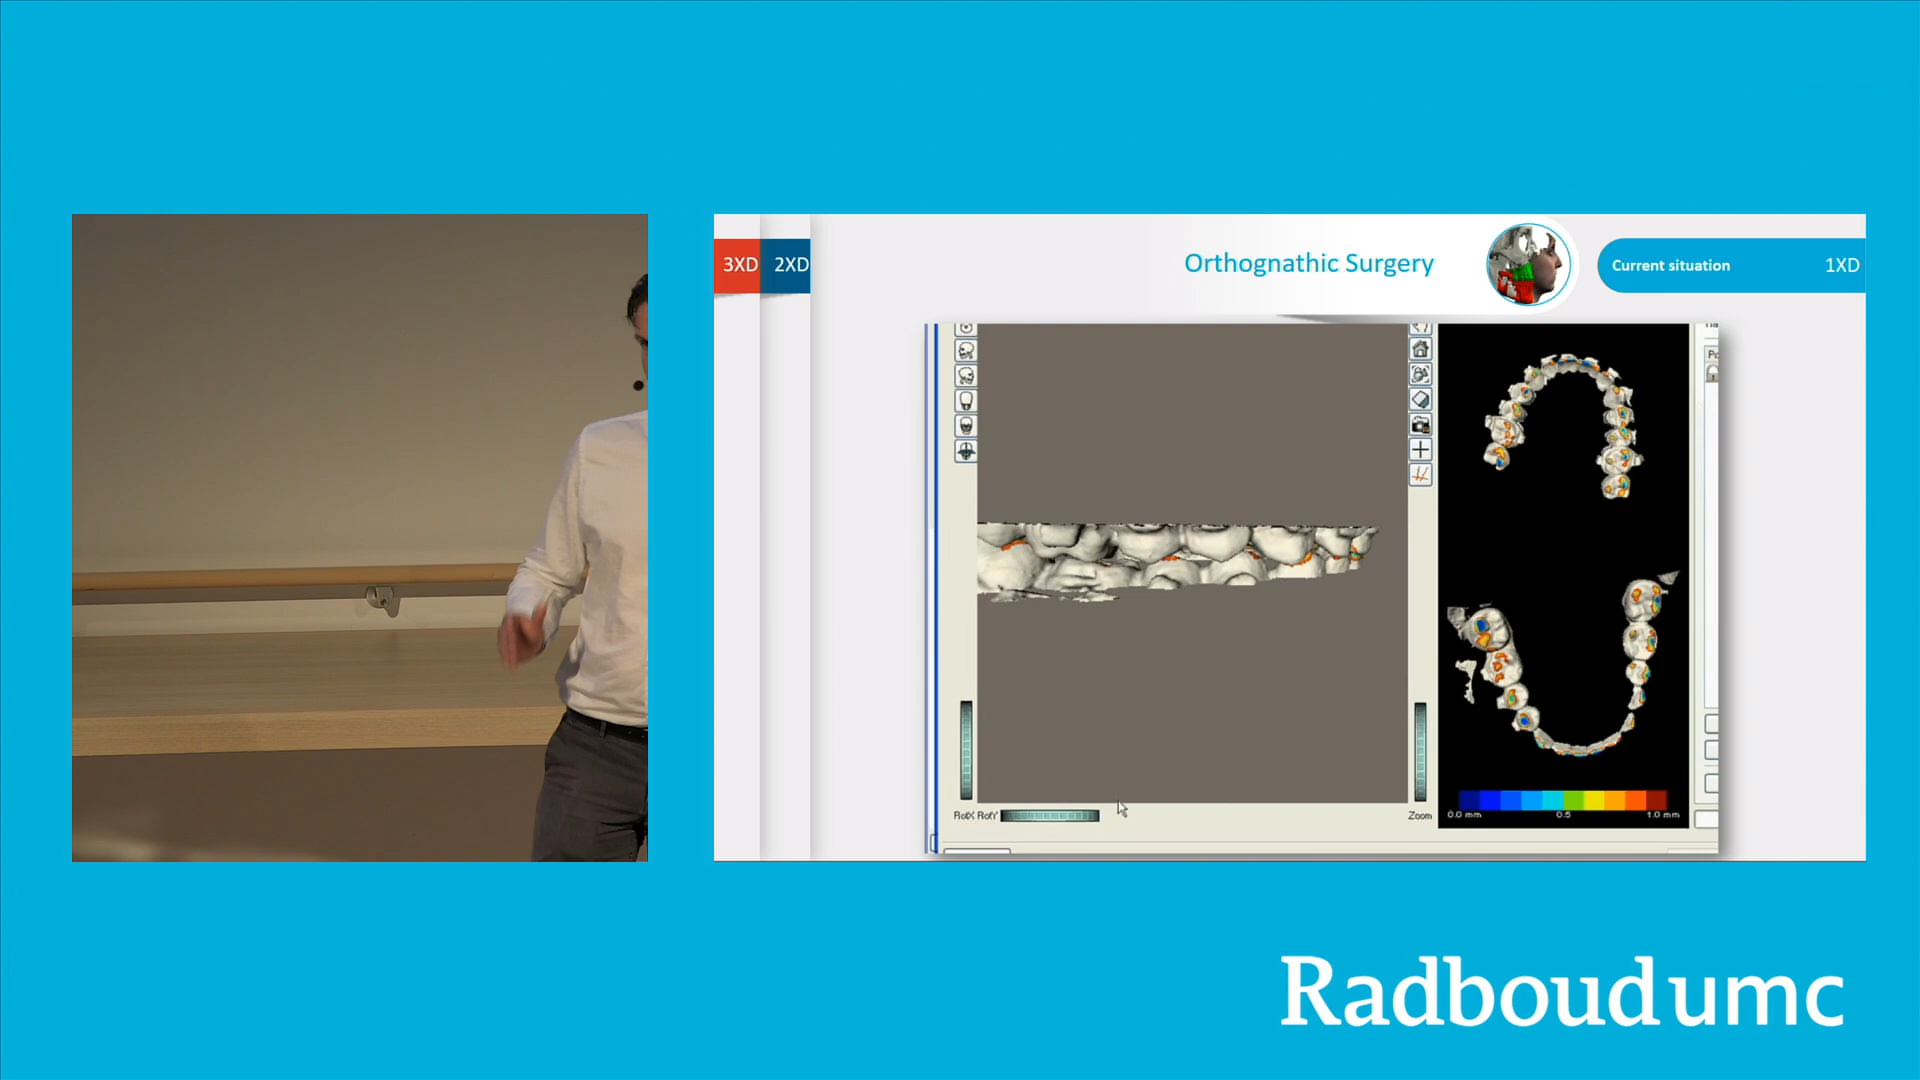 3XD 2XD
Orthognathic Surgery
Current situation 1XD
RotX RotY
Zoom
0.0 mm 0.5 1.0 mm
Radboudumc